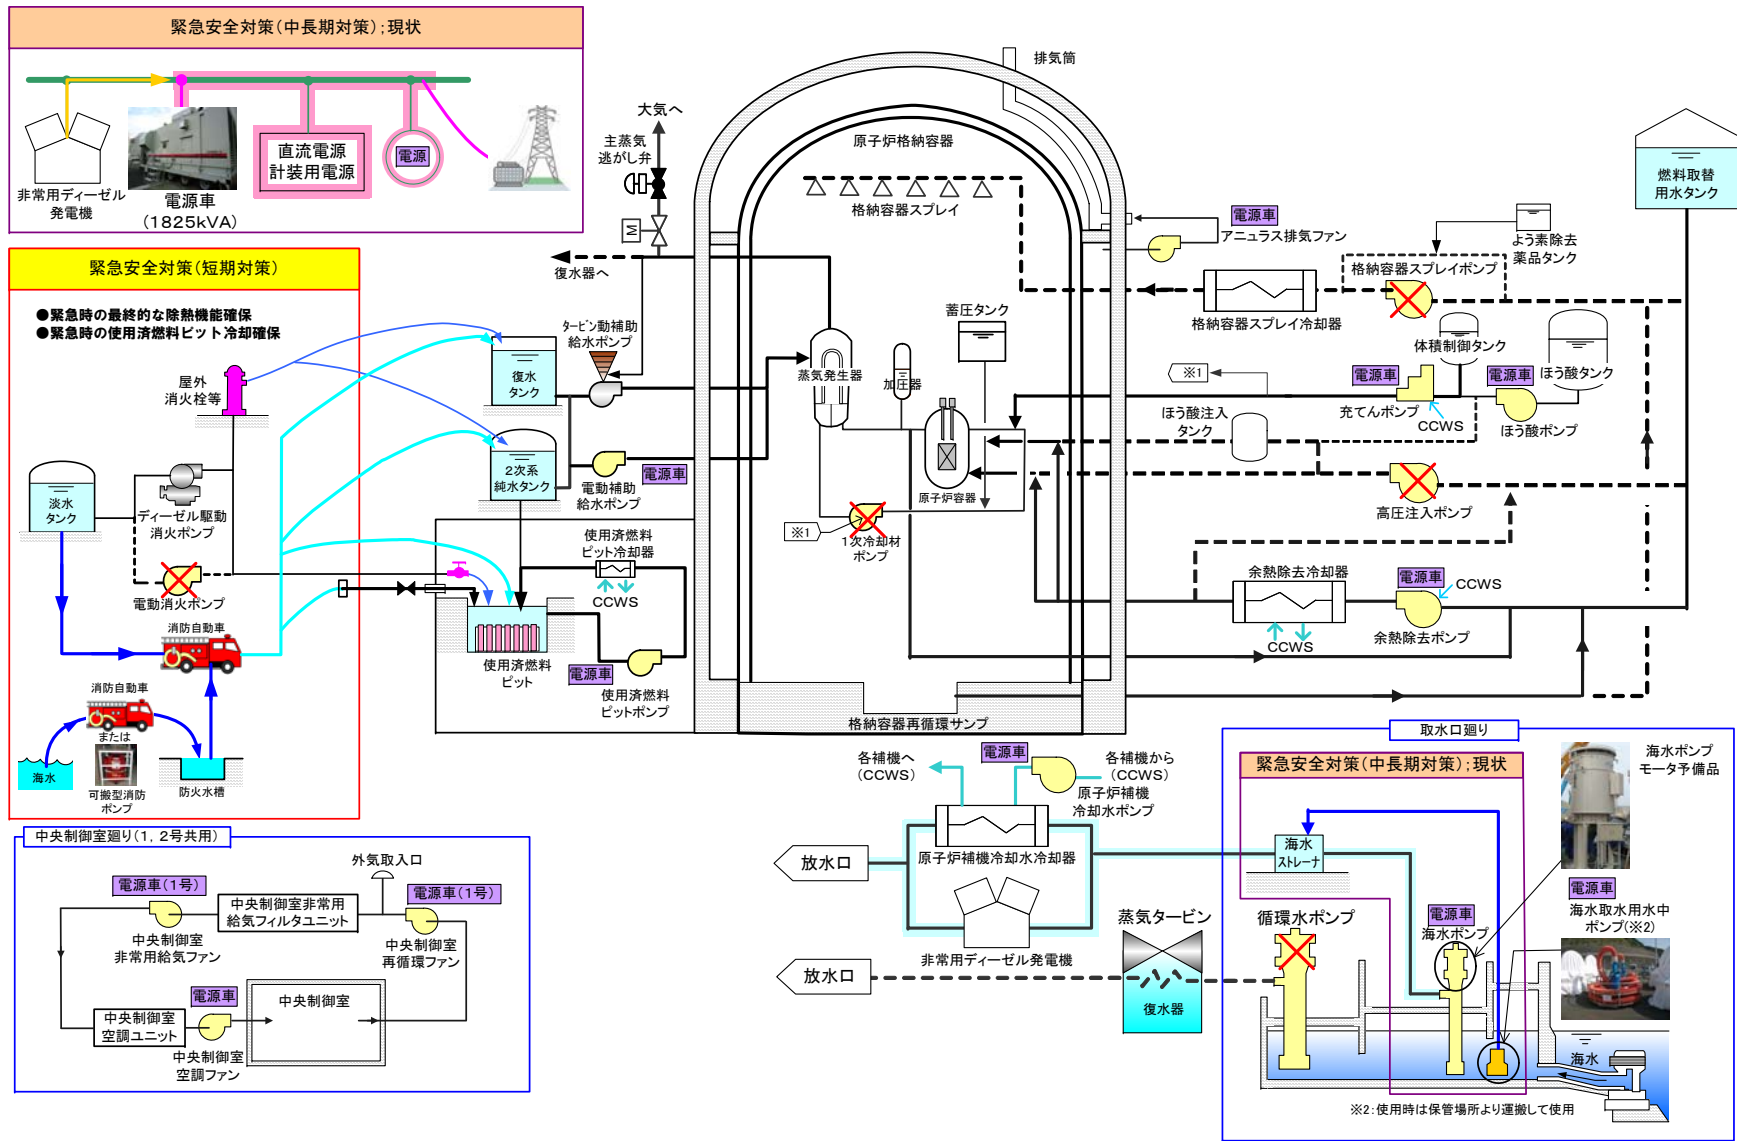 緊急安全対策(中長期対策);現状
直流電源
計装用電源
電源
非常用ディーゼル
発電機
電源車
(1825kVA)
緊急安全対策(短期対策)
●緊急時の最終的な除熱機能確保
●緊急時の使用済燃料ピット冷却確保
屋外
消火栓等
淡水
タンク
ディーゼル駆動
消火ポンプ
電動消火ポンプ
消防自動車
消防自動車
または
海水
可搬型消防
ポンプ
防火水槽
大気へ
主蒸気
逃がし弁
M
復水器へ
タービン動補助
給水ポンプ
復水
タンク
2次系
純水タンク
電動補助
給水ポンプ
電源車
使用済燃料
ピット冷却器
CCWS
使用済燃料
ピット
電源車
使用済燃料
ピットポンプ
排気筒
原子炉格納容器
格納容器スプレイ
蓄圧タンク
蒸気発生器
加圧器
原子炉容器
※1
1次冷却材
ポンプ
格納容器再循環サンプ
電源車
アニュラス排気ファン
よう素除去
薬品タンク
格納容器スプレイポンプ
格納容器スプレイ冷却器
燃料取替
用水タンク
体積制御タンク
ほう酸タンク
※1
電源車
充てんポンプ
CCWS
電源車
ほう酸ポンプ
ほう酸注入
タンク
高圧注入ポンプ
余熱除去冷却器
CCWS
電源車
CCWS
余熱除去ポンプ
中央制御室廻り(1,2号共用)
外気取入口
電源車(1号)
中央制御室非常用
給気フィルタユニット
電源車(1号)
中央制御室
非常用給気ファン
中央制御室
再循環ファン
中央制御室
空調ユニット
電源車
中央制御室
空調ファン
中央制御室
各補機へ
(CCWS)
電源車
各補機から
(CCWS)
原子炉補機
冷却水ポンプ
放水口
原子炉補機冷却水冷却器
非常用ディーゼル発電機
放水口
蒸気タービン
復水器
取水口廻り
緊急安全対策(中長期対策);現状
海水ポンプ
モータ予備品
海水
ストレーナ
循環水ポンプ
電源車
海水ポンプ
電源車
海水取水用水中
ポンプ(※2)
海水
※2:使用時は保管場所より運搬して使用